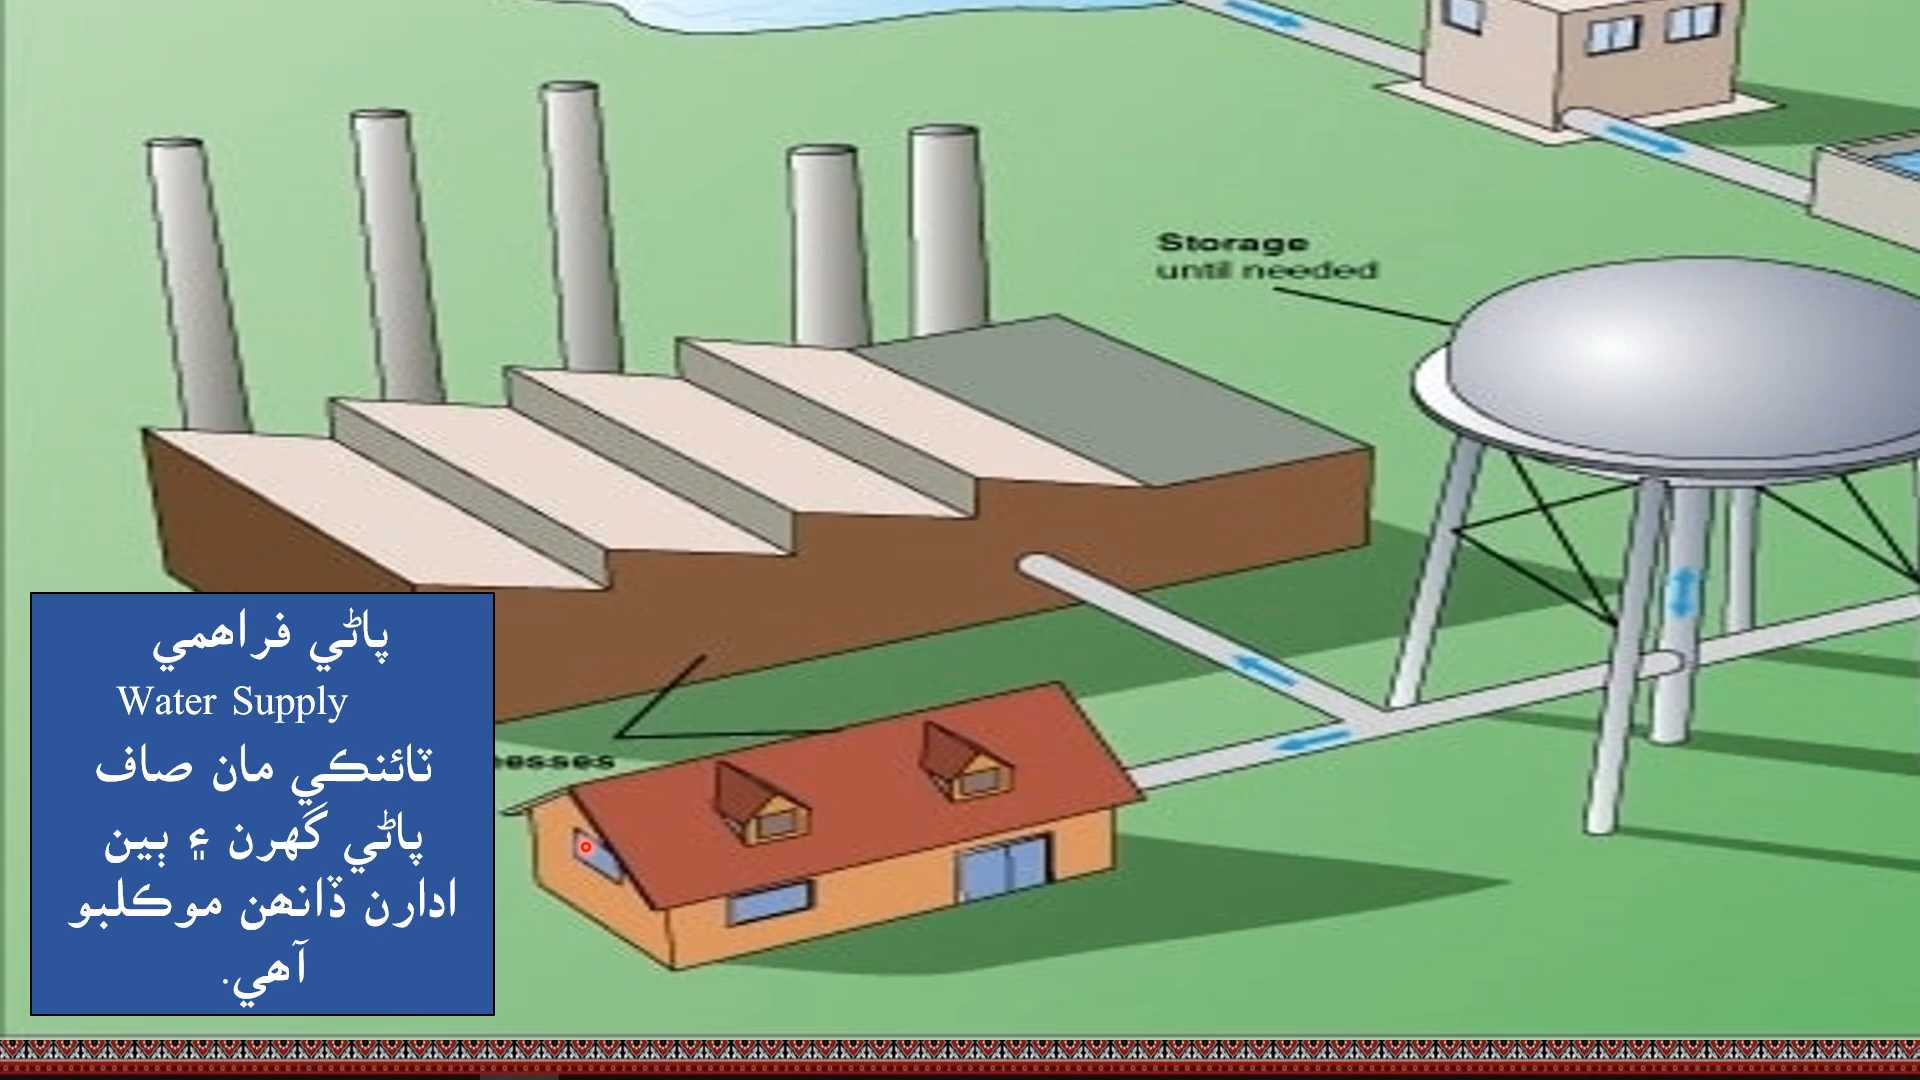 Storage
until needed
پاڻي فراهمي
Water Supply
ٽائنڪي مان صاف
پاڻي گهرن ۽ ٻين
ادارن ڏانهن موڪلبو
آهي.